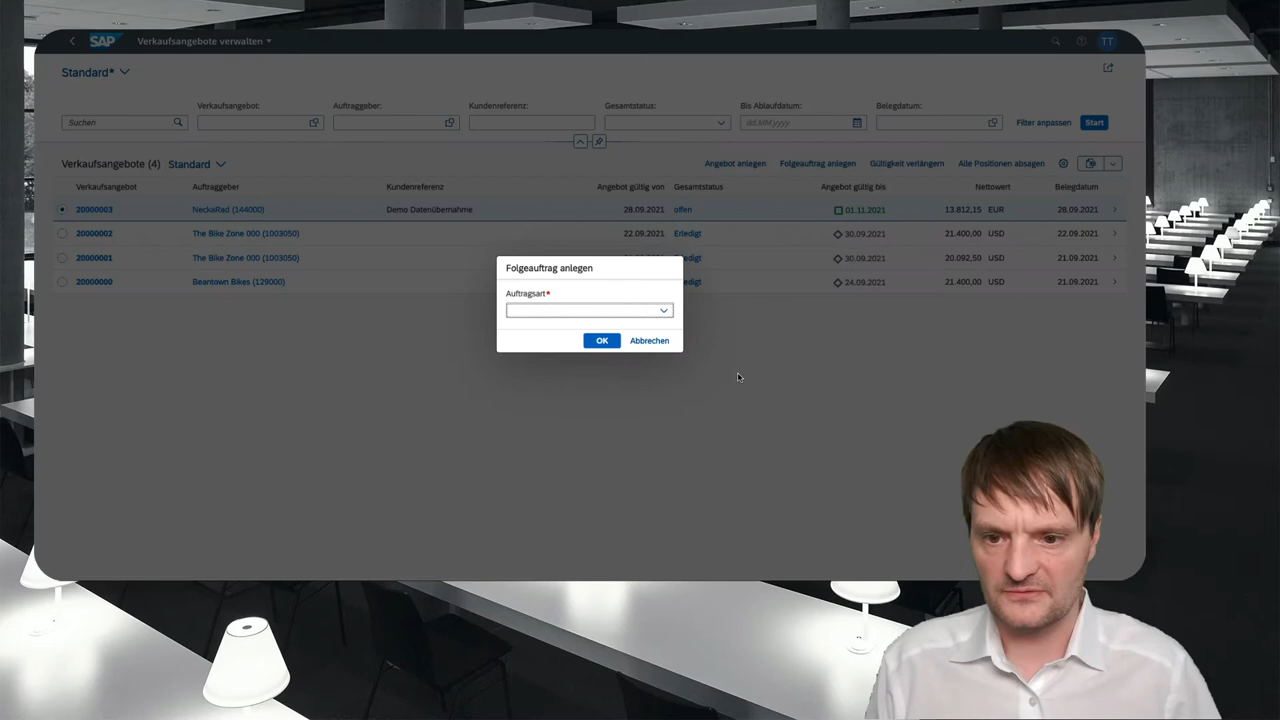 SAP Verkaufsangebote verwalten TT
Standard*
Verkaufsangebot: Auftraggeber: Kundenreferenz: Gesamtstatus: Bis Ablaufdatum: Belegdatum:
Suchen dd.MM.yyyy Filter anpassen Start
Verkaufsangebote (4) Standard Angebot anlegen Folgeauftrag anlegen Gültigkeit verlängern Alle Positionen absagen
Verkaufsangebot Auftraggeber Kundenreferenz Angebot gültig von Gesamtstatus Angebot gültig bis Nettowert Belegdatum
20000003 NeckaRad (144000) Demo Datenübernahme 28.09.2021 offen 01.11.2021 13.812,15 EUR 28.09.2021
20000002 The Bike Zone 000 (1003050) 22.09.2021 Erledigt 30.09.2021 21.400,00 USD 22.09.2021
20000001 The Bike Zone 000 (1003050) 30.09.2021 20.092,50 USD 21.09.2021
20000000 Beantown Bikes (129000) 24.09.2021 21.400,00 USD 21.09.2021
Folgeauftrag anlegen
Auftragsart*
OK Abbrechen